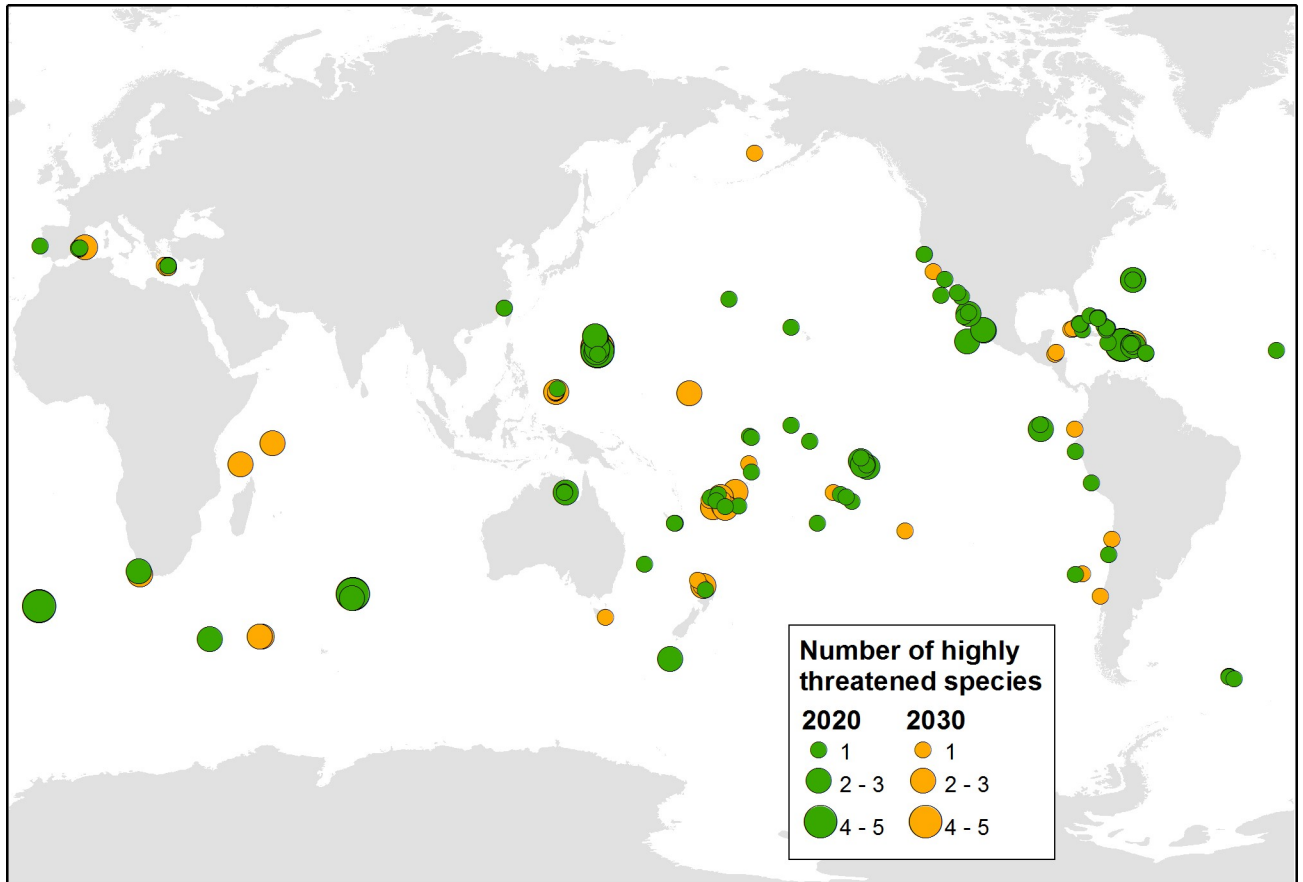 Number of highly
threatened species
2020 2030
1 1
2 - 3 2 - 3
4 - 5 4 - 5